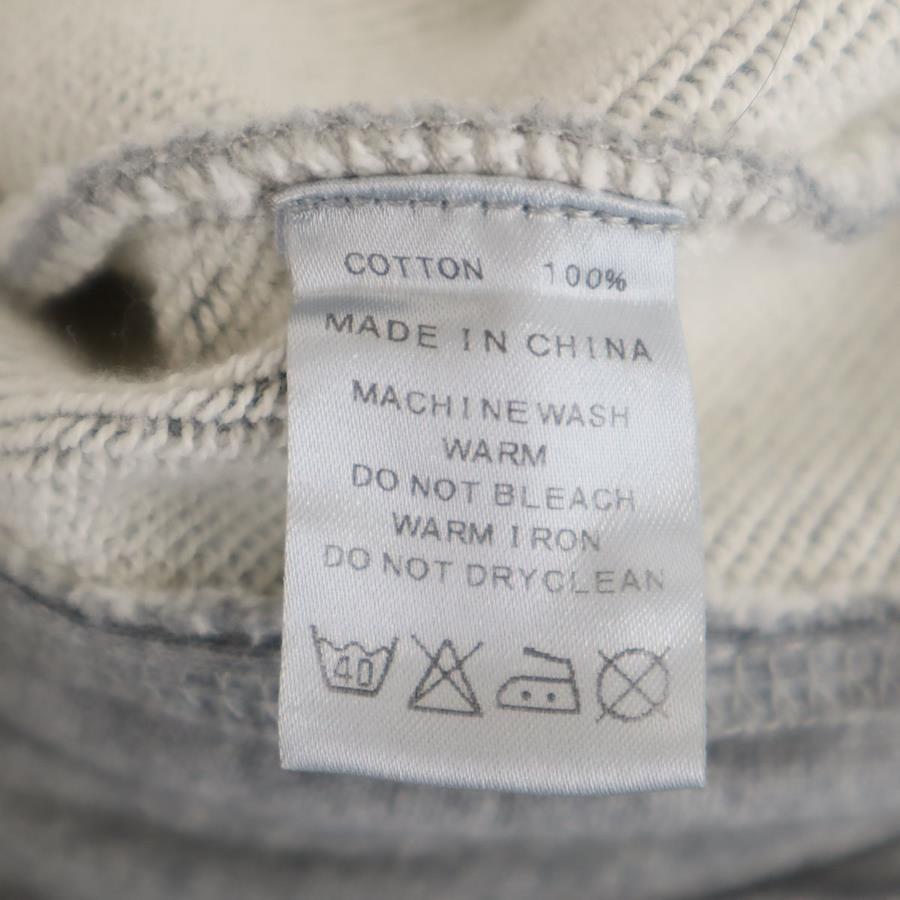 COTTON 100%
MADE IN CHINA
MACHINE WASH
WARM
DO NOT BLEACH
WARM IRON
DO NOT DRYCLEAN
40